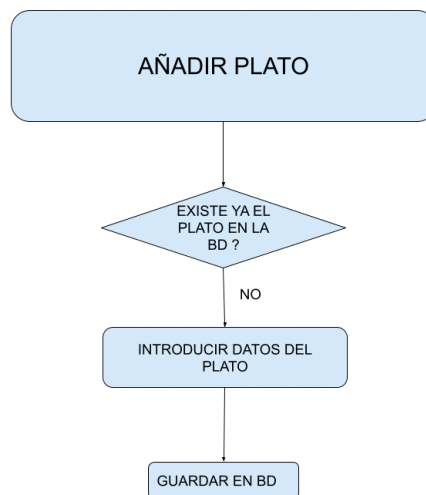 AÑADIR PLATO
EXISTE YA EL
PLATO EN LA
BD ?
NO
INTRODUCIR DATOS DEL
PLATO
GUARDAR EN BD